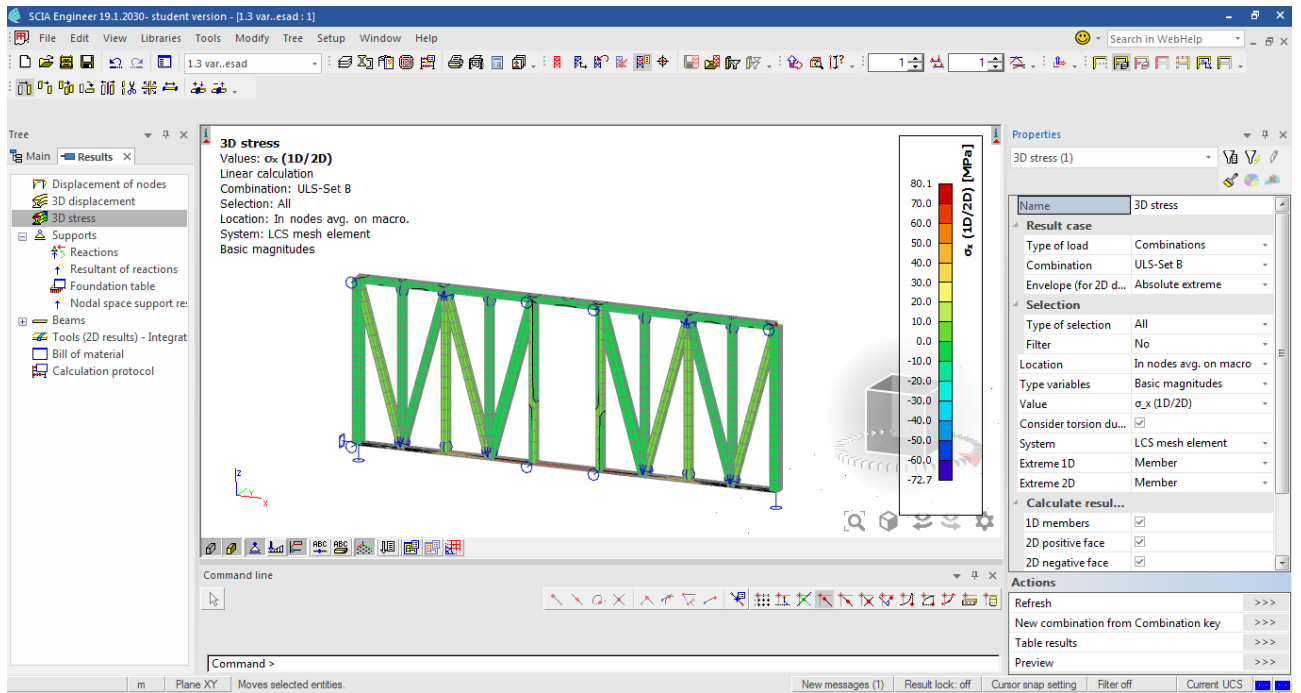 SCIA Engineer 19.1.2030- student version - [1.3 var..esad : 1]
File Edit View Libraries Tools Modify Tree Setup Window Help
Search in WebHelp
1.3 var..esad
1
1
Tree
Main
Results
Displacement of nodes
3D displacement
3D stress
Supports
Reactions
Resultant of reactions
Foundation table
Nodal space support re:
Beams
Tools (2D results) - Integrat
Bill of material
Calculation protocol
3D stress
Values: σx (1D/2D)
Linear calculation
Combination: ULS-Set B
Selection: All
Location: In nodes avg. on macro.
System: LCS mesh element
Basic magnitudes
σx (1D/2D) [MPa]
80.1
70.0
60.0
50.0
40.0
30.0
20.0
10.0
0.0
-10.0
-20.0
-30.0
-40.0
-50.0
-60.0
-72.7
z
y
x
ABC ABC
Command line
Command >
Properties
3D stress (1)
Name 3D stress
Result case
Type of load Combinations
Combination ULS-Set B
Envelope (for 2D d... Absolute extreme
Selection
Type of selection All
Filter No
Location In nodes avg. on macro
Type variables Basic magnitudes
Value σ_x (1D/2D)
Consider torsion du...
System LCS mesh element
Extreme 1D Member
Extreme 2D Member
Calculate resul...
1D members
2D positive face
2D negative face
Actions
Refresh >>>
New combination from Combination key >>>
Table results >>>
Preview >>>
m Plane XY Moves selected entities. New messages (1) Result lock: off Cursor snap setting Filter off Current UCS